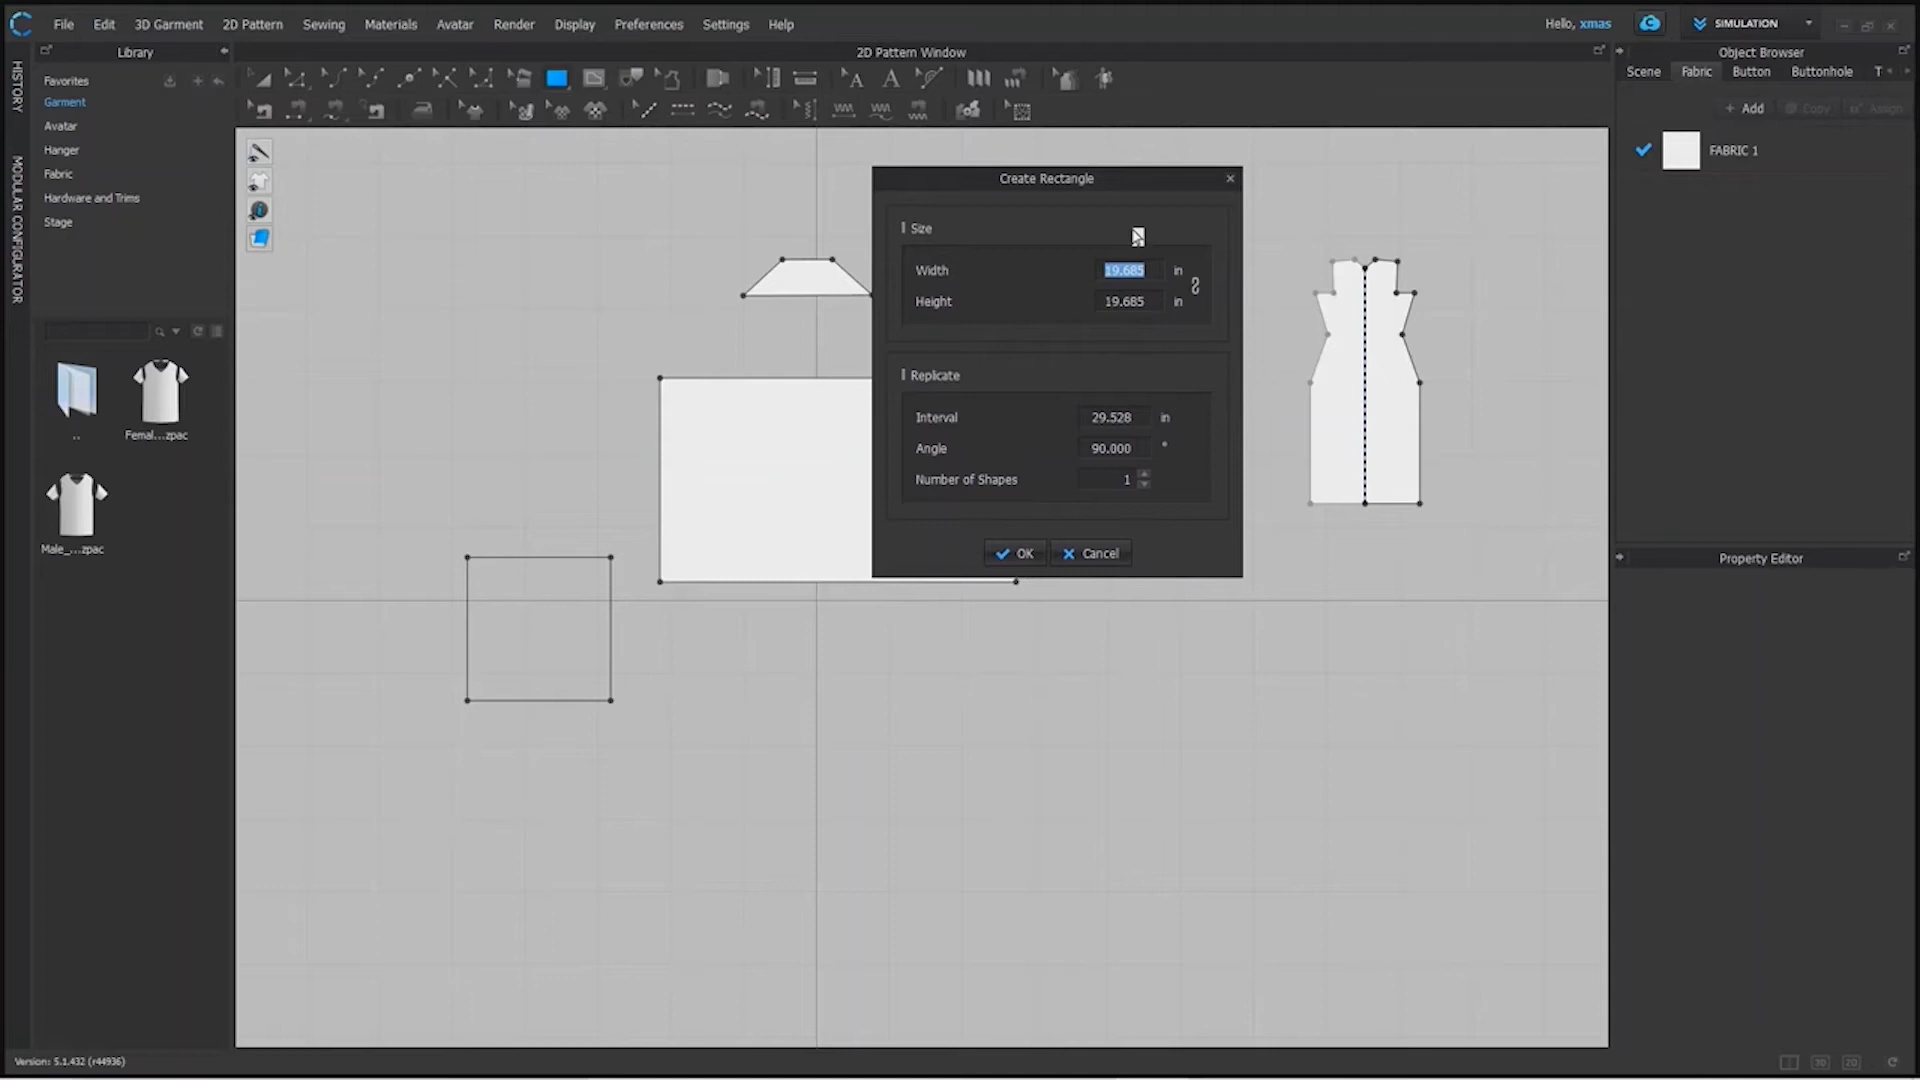 File Edit 3D Garment 2D Pattern Sewing Materials Avatar Render Display Preferences Settings Help
Hello, xmas
SIMULATION
Library
2D Pattern Window
Object Browser
HISTORY
MODULAR CONFIGURATOR
Favorites
Garment
Avatar
Hanger
Fabric
Hardware and Trims
Stage
..
Femal...zpac
Male_...zpac
Scene Fabric Button Buttonhole T
+ Add Copy Assign
FABRIC 1
Property Editor
Create Rectangle
Size
Width 19.685 in
Height 19.685 in
Replicate
Interval 29.528 in
Angle 90.000 °
Number of Shapes 1
OK Cancel
Version: 5.1.432 (r44936)
3D 2D